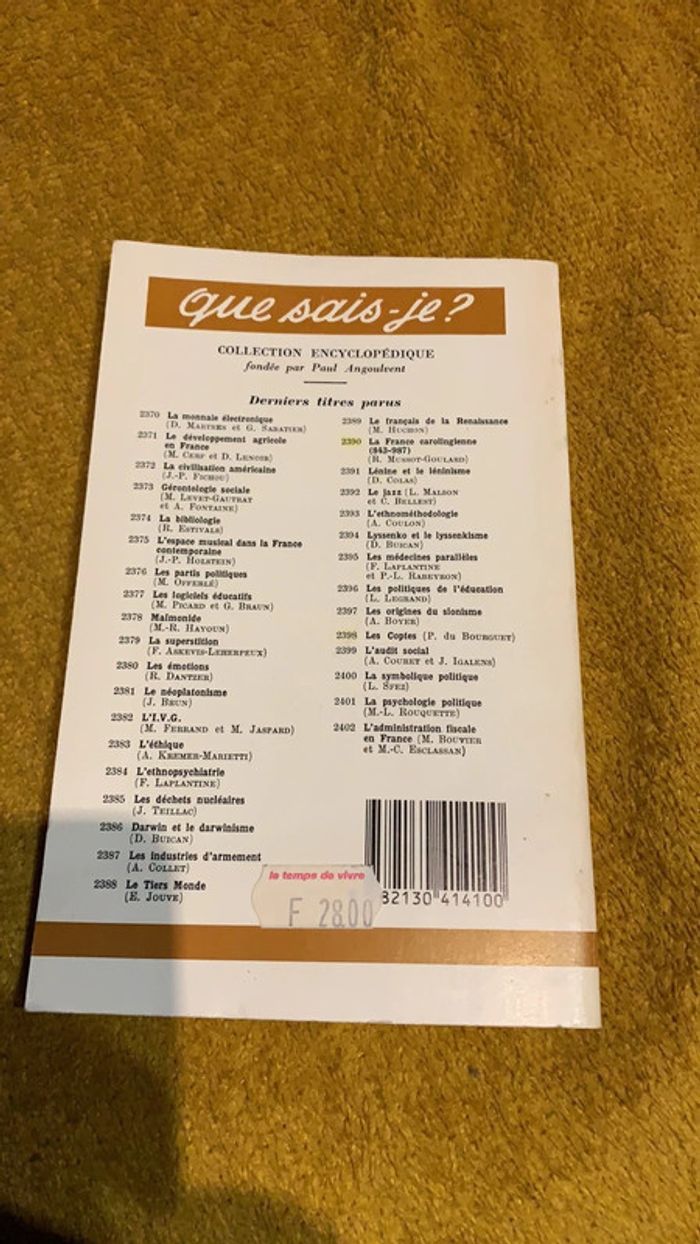 que sais-je?
COLLECTION ENCYCLOPÉDIQUE
fondée par Paul Angoulvent
Derniers titres parus
2370 La monnaie électronique
(D. MARTRES et G. SABATIER)
2371 Le développement agricole
en France
(M. CERF et D. LENOIR)
2372 La civilisation américaine
(J.-P. FICHOU)
2373 Gérontologie sociale
(M. LEVET-GAUTRAT
et A. FONTAINE)
2374 La bibliologie
(R. ESTIVALS)
2375 L'espace musical dans la France
contemporaine
(J.-P. HOLSTEIN)
2376 Les partis politiques
(M. OFFERLÉ)
2377 Les logiciels éducatifs
(M. PICARD et G. BRAUN)
2378 Maïmonide
(M.-R. HAYOUN)
2379 La superstition
(F. ASKEVIS-LEHERPEUX)
2380 Les émotions
(R. DANTZER)
2381 Le néoplatonisme
(J. BRUN)
2382 L'I.V.G.
(M. FERRAND et M. JASPARD)
2383 L'éthique
(A. KREMER-MARIETTI)
2384 L'ethnopsychiatrie
(F. LAPLANTINE)
2385 Les déchets nucléaires
(J. TEILLAC)
2386 Darwin et le darwinisme
(D. BUICAN)
2387 Les industries d'armement
(A. COLLET)
2388 Le Tiers Monde
(E. JOUVE)
2389 Le français de la Renaissance
(M. HUCHON)
2390 La France carolingienne
(843-987)
(R. MUSSOT-GOULARD)
2391 Lénine et le léninisme
(D. COLAS)
2392 Le jazz (L. MALSON
et C. BELLEST)
2393 L'ethnométhodologie
(A. COULON)
2394 Lyssenko et le lyssenkisme
(D. BUICAN)
2395 Les médecines parallèles
(F. LAPLANTINE
et P.-L. RABEYRON)
2396 Les politiques de l'éducation
(L. LEGRAND)
2397 Les origines du sionisme
(A. BOYER)
2398 Les Coptes (P. du BOURGUET)
2399 L'audit social
(A. COURET et J. IGALENS)
2400 La symbolique politique
(L. SFEZ)
2401 La psychologie politique
(M.-L. ROUQUETTE)
2402 L'administration fiscale
en France (M. BOUVIER
et M.-C. ESCLASSAN)
le temps de vivre
F 28.00
82130 414100